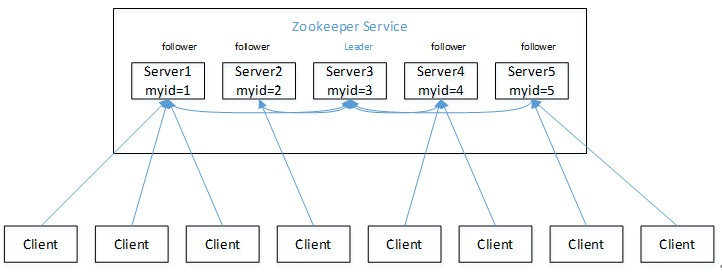 Zookeeper Service
follower follower Leader follower follower
Server1 Server2 Server3 Server4 Server5
myid=1 myid=2 myid=3 myid=4 myid=5
Client Client Client Client Client Client Client Client